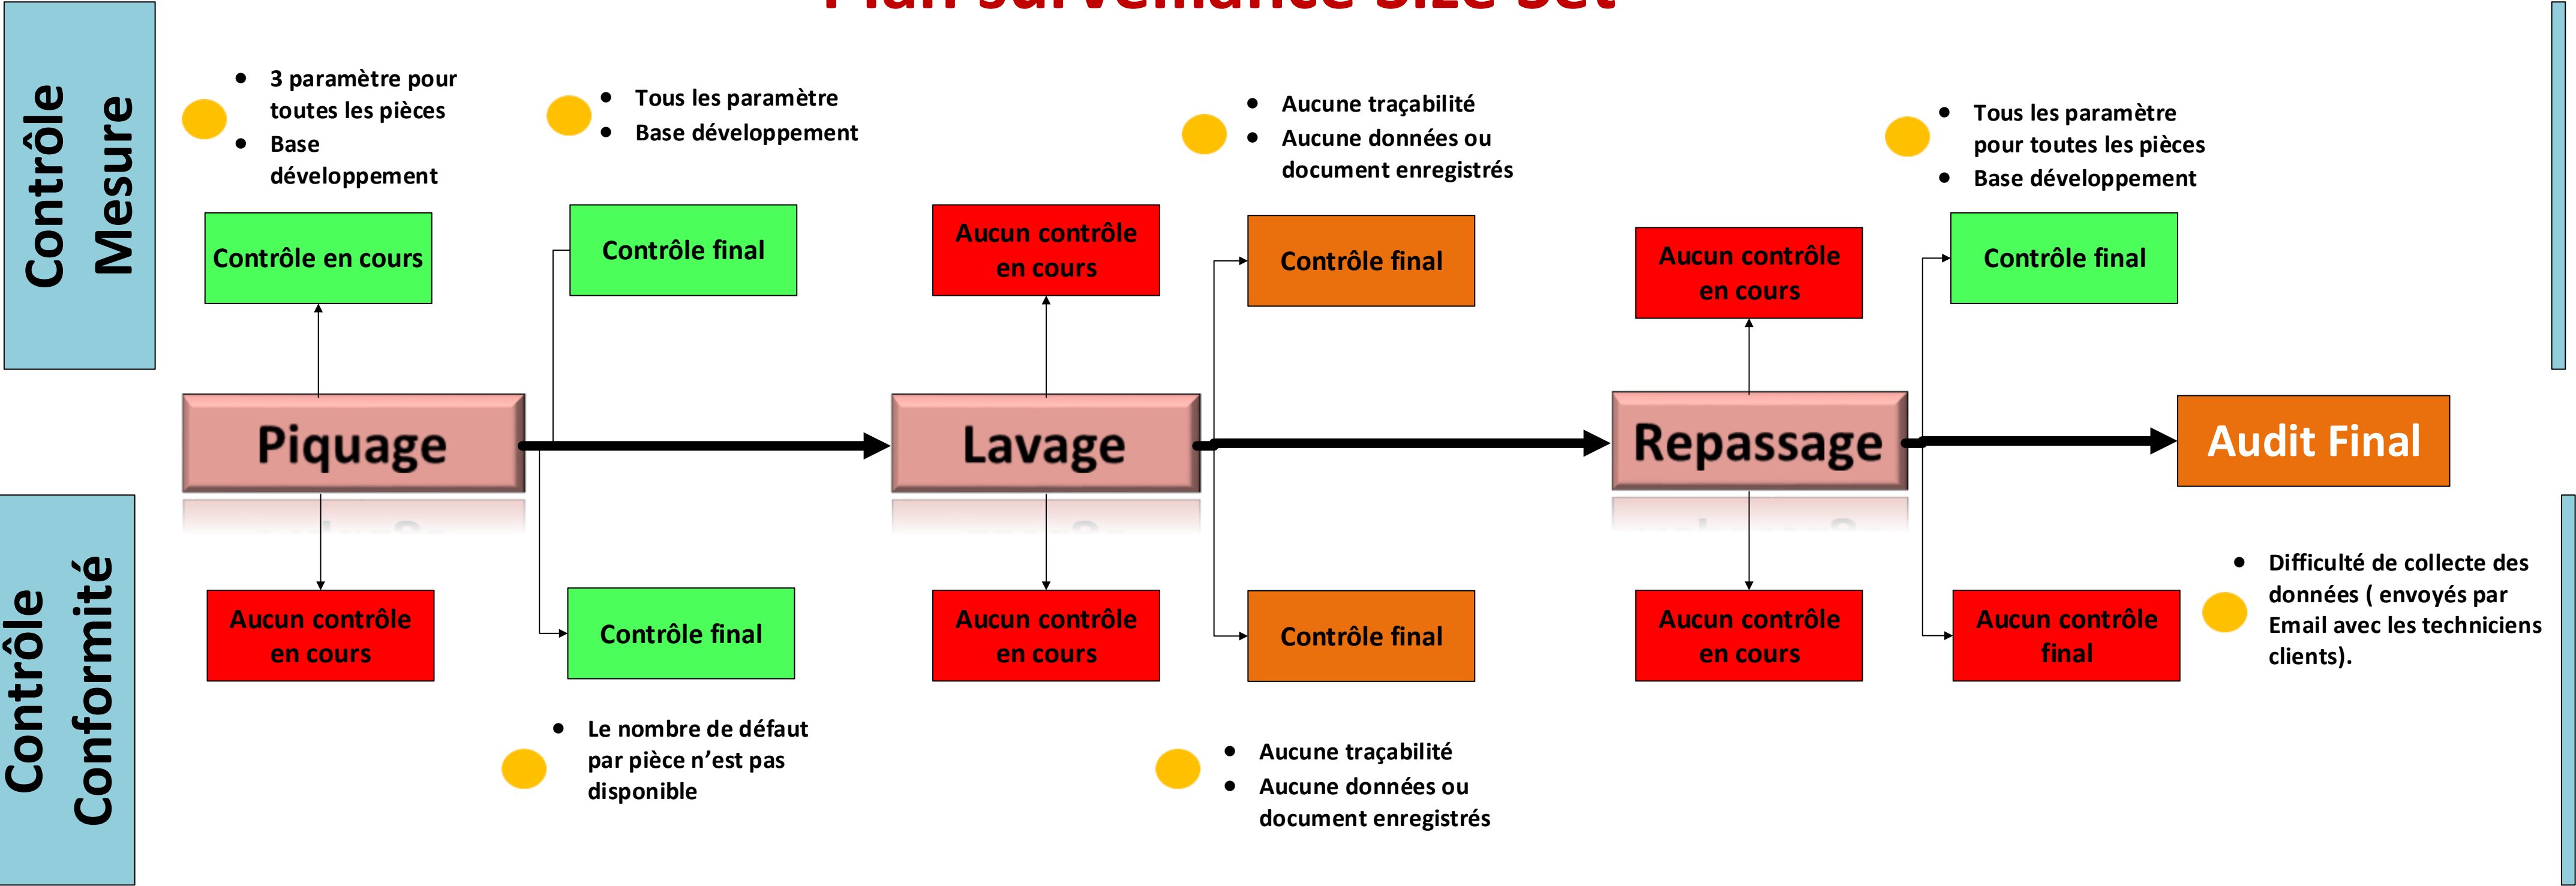 Plan surveillance Size Set
Contrôle
Mesure
• 3 paramètre pour
toutes les pièces
• Base
développement
• Tous les paramètre
• Base développement
• Aucune traçabilité
• Aucune données ou
document enregistrés
• Tous les paramètre
pour toutes les pièces
• Base développement
Contrôle en cours
Contrôle final
Aucun contrôle
en cours
Contrôle final
Aucun contrôle
en cours
Contrôle final
Piquage
Lavage
Repassage
Audit Final
Contrôle
Conformité
Aucun contrôle
en cours
Contrôle final
Aucun contrôle
en cours
Contrôle final
Aucun contrôle
en cours
Aucun contrôle
final
• Difficulté de collecte des
données ( envoyés par
Email avec les techniciens
clients).
• Le nombre de défaut
par pièce n’est pas
disponible
• Aucune traçabilité
• Aucune données ou
document enregistrés